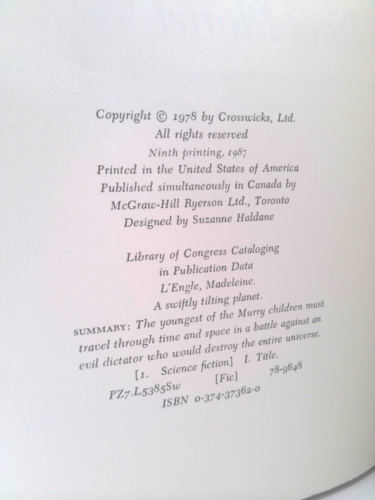 Copyright © 1978 by Crosswicks, Ltd.
All rights reserved
Ninth printing, 1987
Printed in the United States of America
Published simultaneously in Canada by
McGraw-Hill Ryerson Ltd., Toronto
Designed by Suzanne Haldane
Library of Congress Cataloging
in Publication Data
L'Engle, Madeleine.
A swiftly tilting planet.
SUMMARY: The youngest of the Murry children must
travel through time and space in a battle against an
evil dictator who would destroy the entire universe.
[1. Science fiction] I. Title.
PZ7.L5385Sw [Fic] 78-9648
ISBN 0-374-37362-0